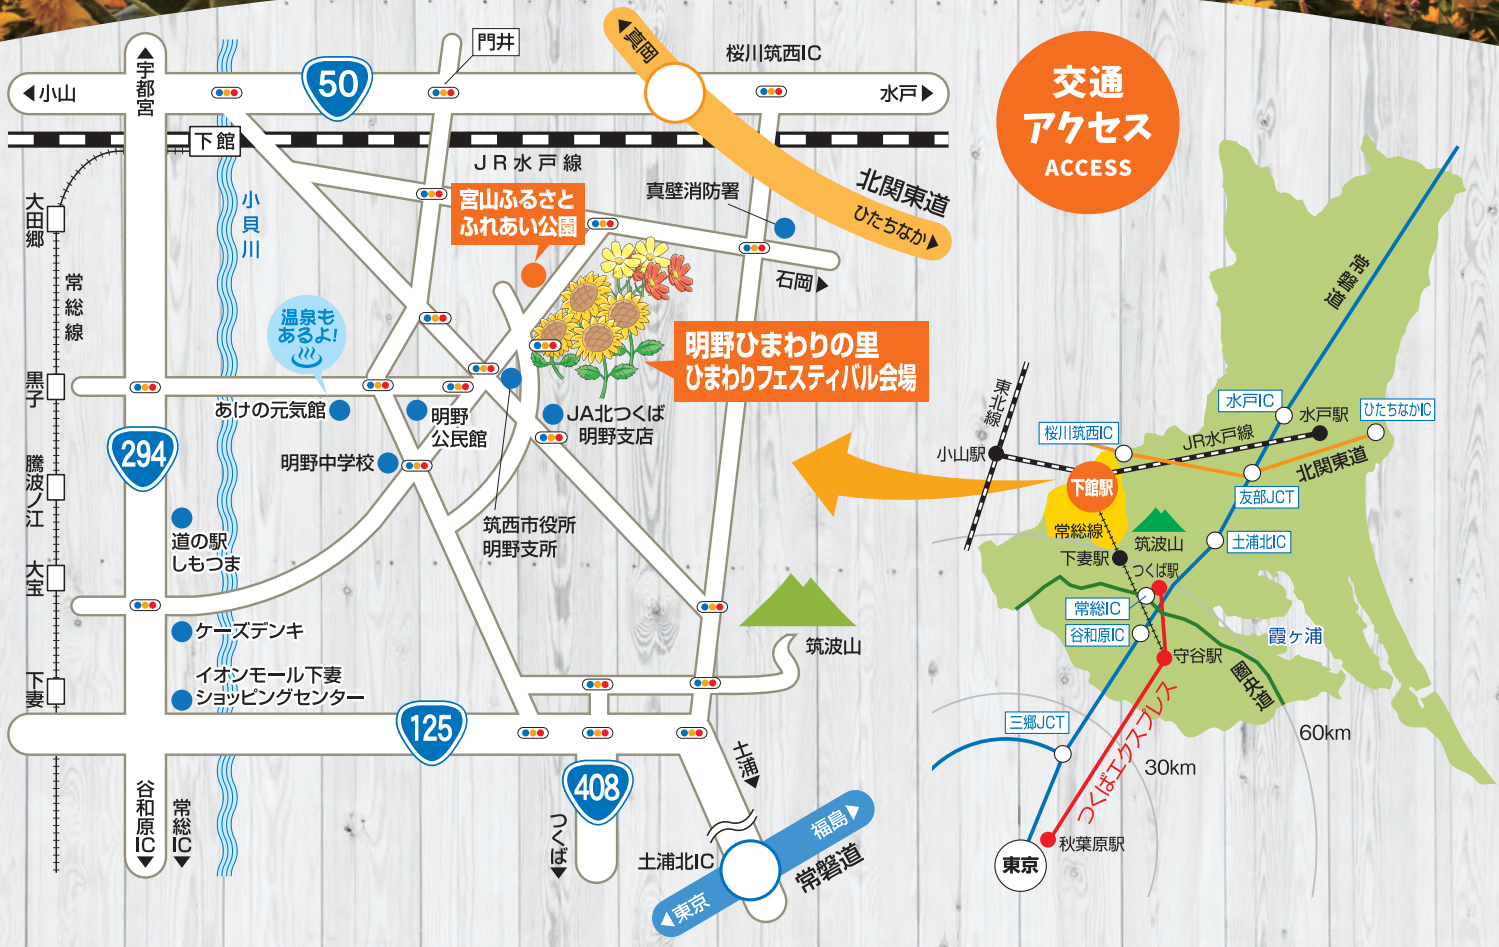 交通
アクセス
ACCESS
小山
宇都宮
50
門井
真岡
桜川筑西IC
水戸
下館
JR水戸線
北関東道
ひたちなか
大田郷
小貝川
常総線
宮山ふるさと
ふれあい公園
真壁消防署
石岡
温泉も
あるよ!
明野ひまわりの里
ひまわりフェスティバル会場
黒子
あけの元気館
明野
公民館
JA北つくば
明野支店
294
明野中学校
騰波ノ江
筑西市役所
明野支所
道の駅
しもつま
大宝
ケーズデンキ
筑波山
イオンモール下妻
ショッピングセンター
下妻
125
408
土浦
谷和原IC
常総IC
つくば
土浦北IC
福島
常磐道
東京
常磐道
東北線
水戸IC
水戸駅
ひたちなかIC
桜川筑西IC
JR水戸線
小山駅
北関東道
下館駅
友部JCT
常総線
筑波山
土浦北IC
下妻駅
つくば駅
常総IC
谷和原IC
霞ヶ浦
守谷駅
圏央道
つくばエクスプレス
三郷JCT
60km
30km
秋葉原駅
東京